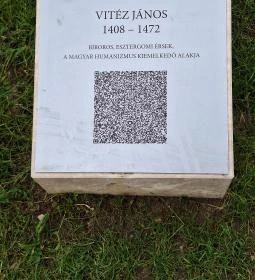 VITÉZ JÁNOS
1408 – 1472
BÍBOROS, ESZTERGOMI ÉRSEK,
A MAGYAR HUMANIZMUS KIEMELKEDŐ ALAKJA